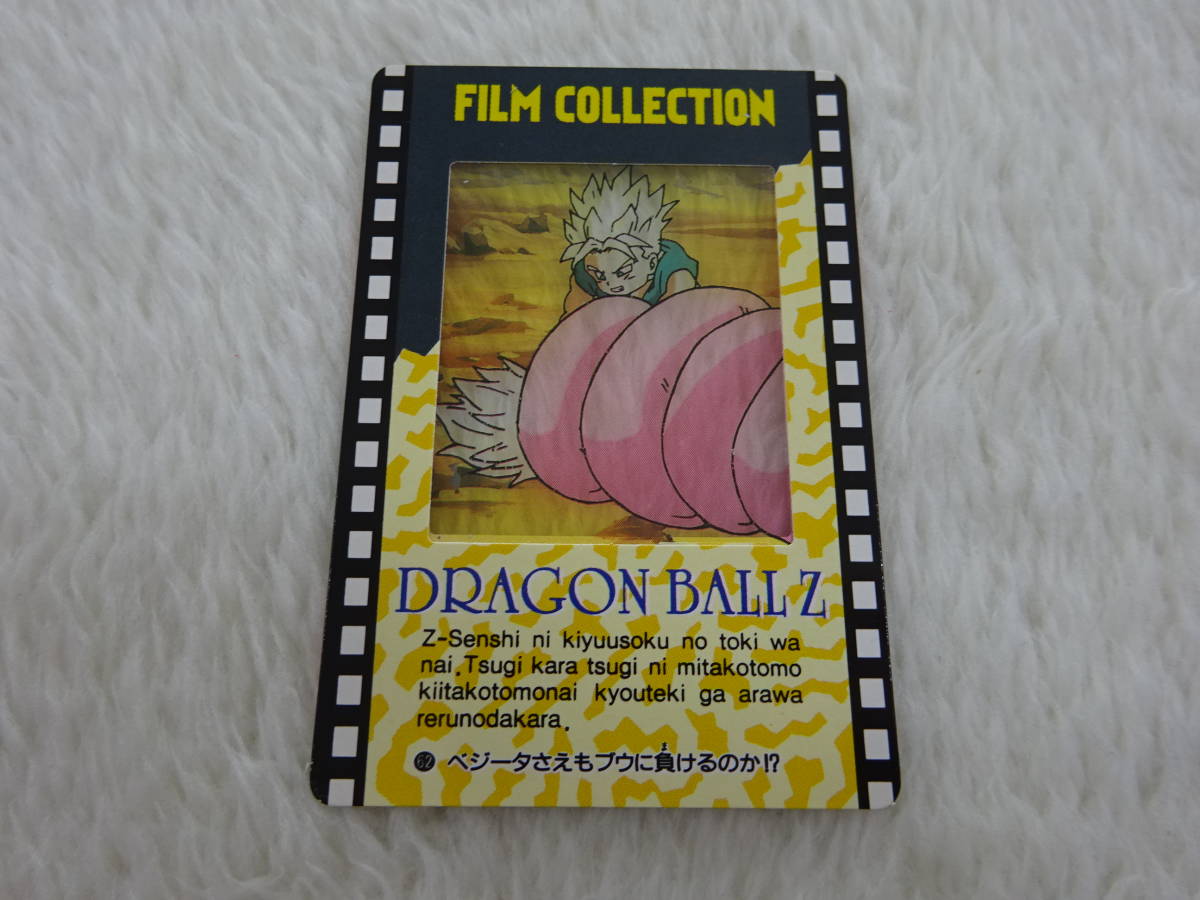 FILM COLLECTION
DRAGON BALL Z
Z-Senshi ni kiyuusoku no toki wa
nai.Tsugi kara tsugi ni mitakotomo
kiitakotomonai kyouteki ga arawa
rerunodakara.
62 ベジータさえもブウに負けるのか!?